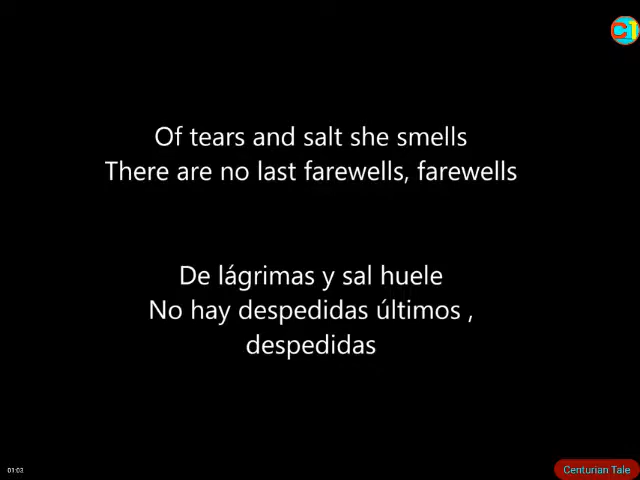 C1
Of tears and salt she smells
There are no last farewells, farewells
De lágrimas y sal huele
No hay despedidas últimos ,
despedidas
01:03
Centurian Tale